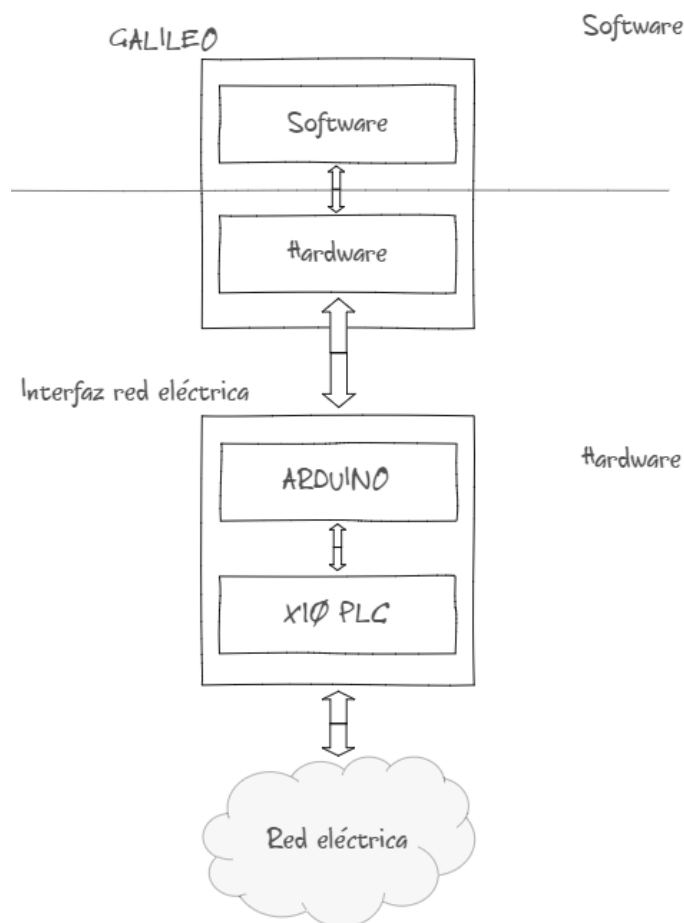 Software
GALILEO
Software
Hardware
Interfaz red eléctrica
ARDUINO
Hardware
X10 PLC
Red eléctrica